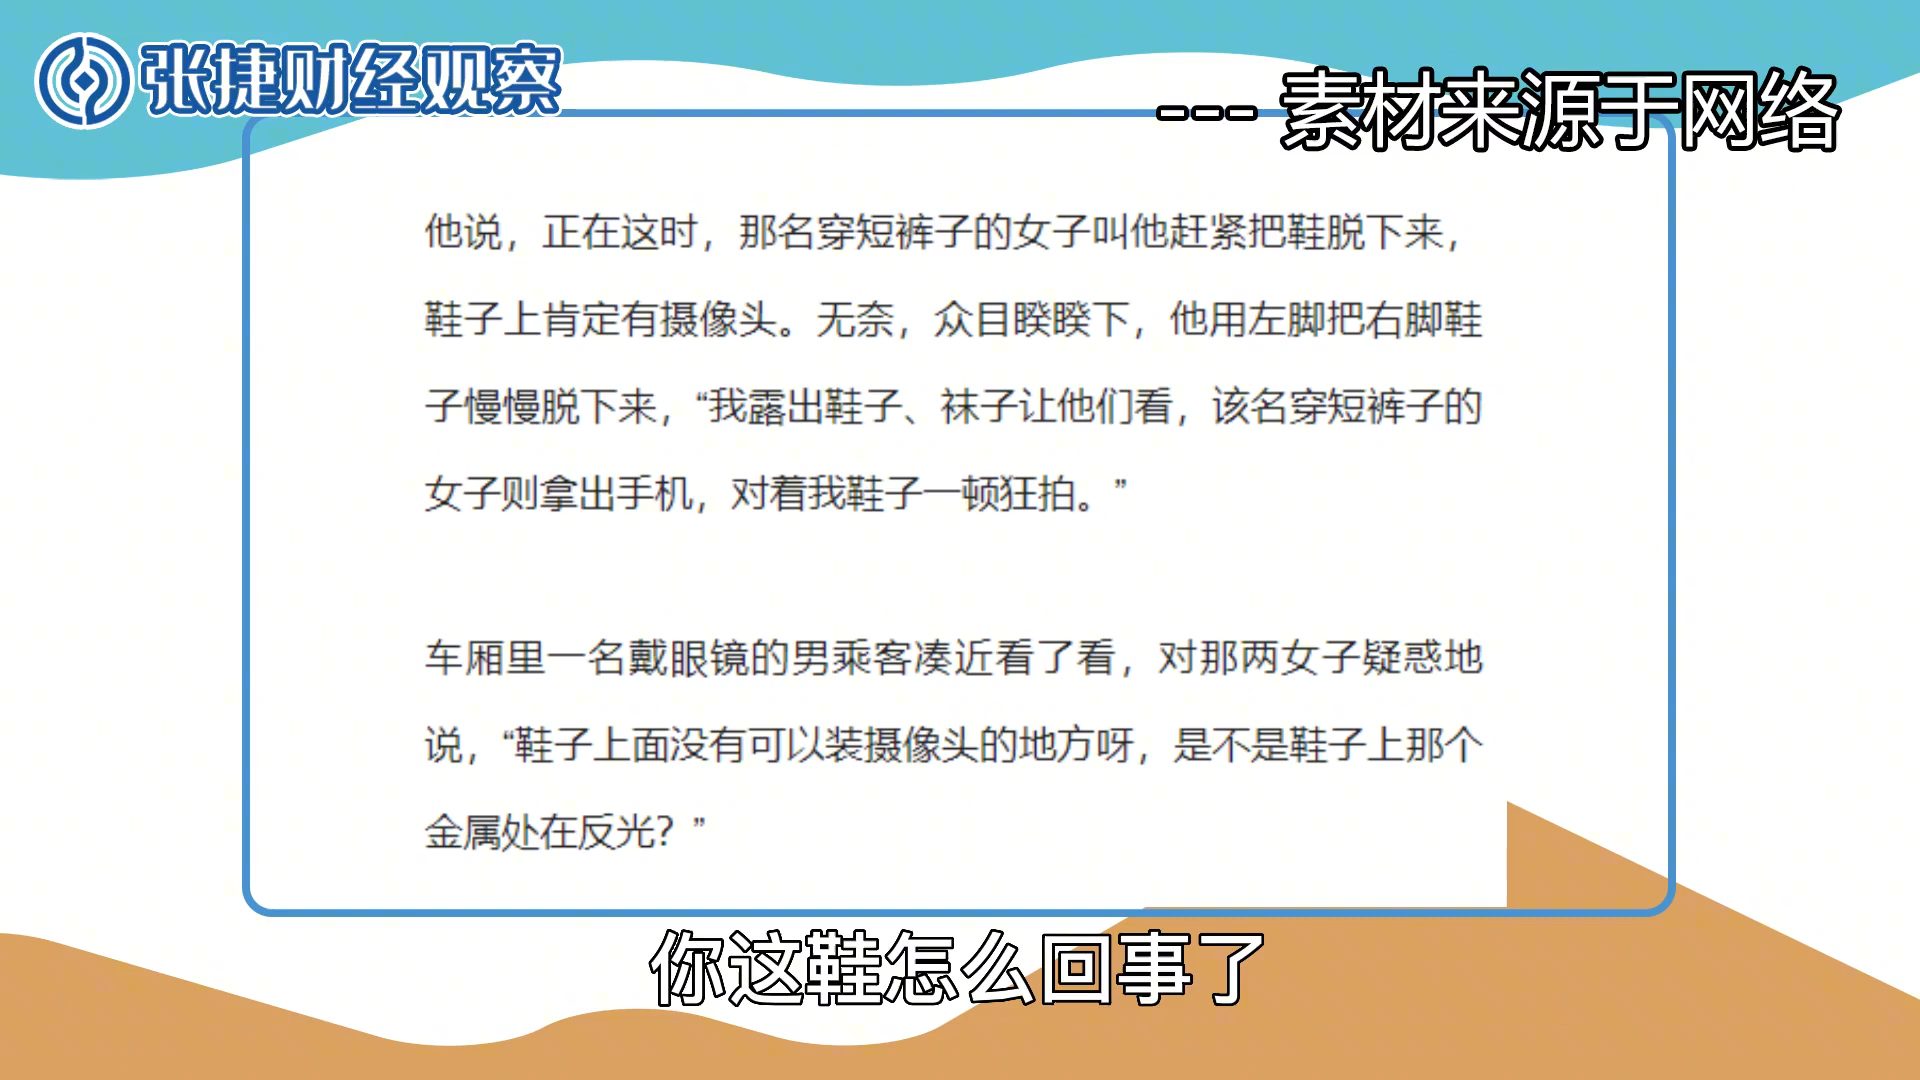 张捷财经观察
--- 素材来源于网络
他说，正在这时，那名穿短裤子的女子叫他赶紧把鞋脱下来，
鞋子上肯定有摄像头。无奈，众目睽睽下，他用左脚把右脚鞋
子慢慢脱下来，“我露出鞋子、袜子让他们看，该名穿短裤子的
女子则拿出手机，对着我鞋子一顿狂拍。”
车厢里一名戴眼镜的男乘客凑近看了看，对那两女子疑惑地
说，“鞋子上面没有可以装摄像头的地方呀，是不是鞋子上那个
金属处在反光？”
你这鞋怎么回事了